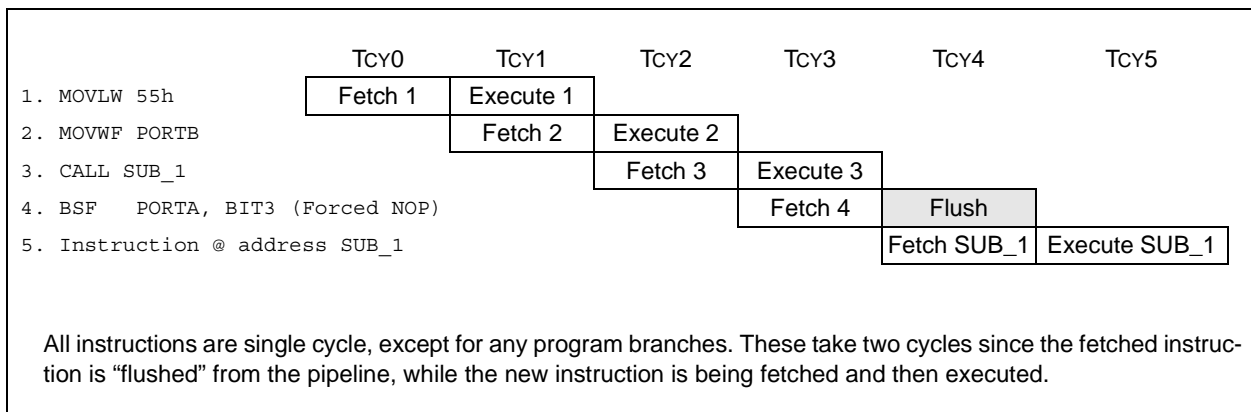 TCY0 TCY1 TCY2 TCY3 TCY4 TCY5
1. MOVLW 55h Fetch 1 Execute 1
2. MOVWF PORTB Fetch 2 Execute 2
3. CALL SUB_1 Fetch 3 Execute 3
4. BSF PORTA, BIT3 (Forced NOP) Fetch 4 Flush
5. Instruction @ address SUB_1 Fetch SUB_1 Execute SUB_1
All instructions are single cycle, except for any program branches. These take two cycles since the fetched instruc-
tion is “flushed” from the pipeline, while the new instruction is being fetched and then executed.